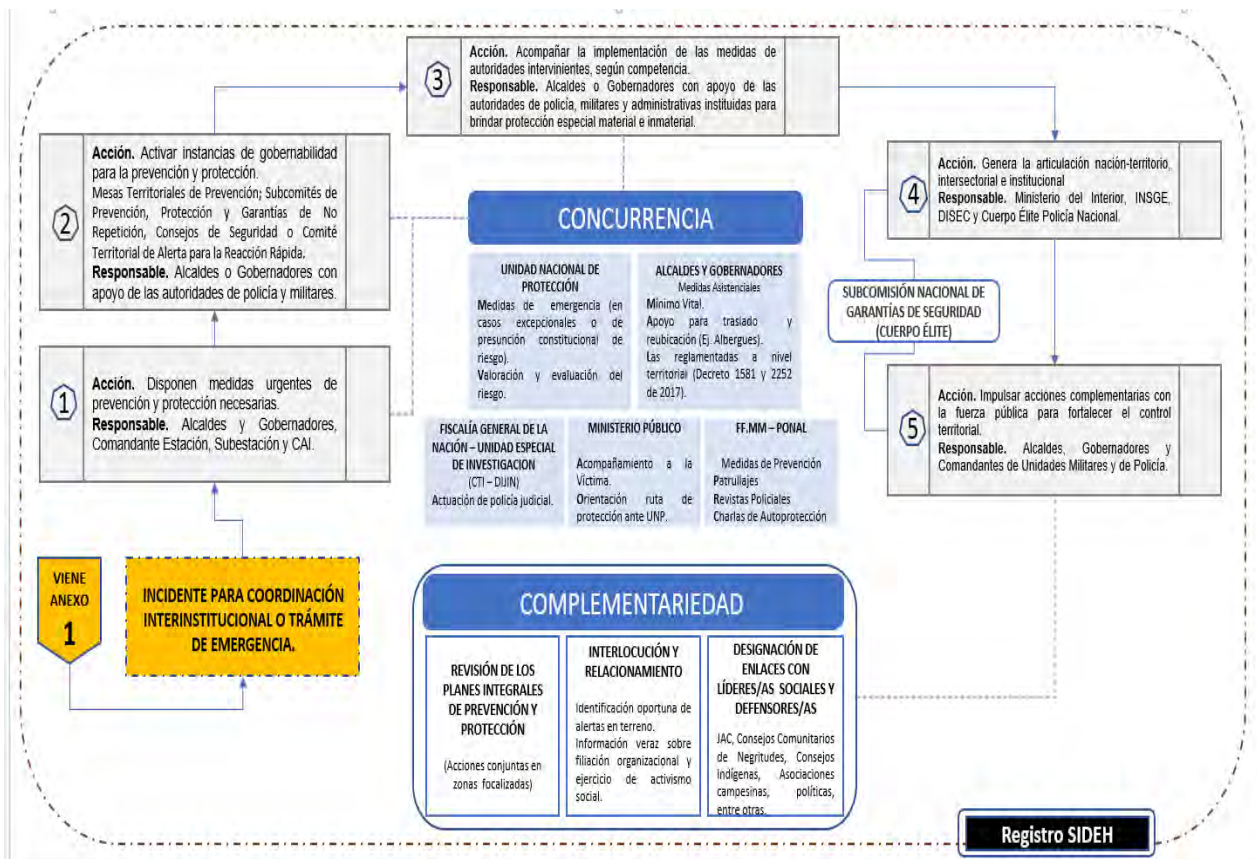 3
Acción. Acompañar la implementación de las medidas de
autoridades intervinientes, según competencia.
Responsable. Alcaldes o Gobernadores con apoyo de las
autoridades de policía, militares y administrativas instituidas para
brindar protección especial material e inmaterial.
2
Acción. Activar instancias de gobernabilidad
para la prevención y protección.
Mesas Territoriales de Prevención; Subcomités de
Prevención, Protección y Garantías de No
Repetición, Consejos de Seguridad o Comité
Territorial de Alerta para la Reacción Rápida.
Responsable. Alcaldes o Gobernadores con
apoyo de las autoridades de policía y militares.
4
Acción. Genera la articulación nación-territorio,
intersectorial e institucional
Responsable. Ministerio del Interior, INSGE,
DISEC y Cuerpo Élite Policía Nacional.
CONCURRENCIA
UNIDAD NACIONAL DE
PROTECCIÓN
Medidas de emergencia (en
casos excepcionales o de
presunción constitucional de
riesgo).
Valoración y evaluación del
riesgo.
ALCALDES Y GOBERNADORES
Medidas Asistenciales
Mínimo Vital.
Apoyo para traslado y
reubicación (Ej. Albergues).
Las reglamentadas a nivel
territorial (Decreto 1581 y 2252
de 2017).
SUBCOMISIÓN NACIONAL DE
GARANTÍAS DE SEGURIDAD
(CUERPO ÉLITE)
1
Acción. Disponen medidas urgentes de
prevención y protección necesarias.
Responsable. Alcaldes y Gobernadores,
Comandante Estación, Subestación y CAI.
5
Acción. Impulsar acciones complementarias con
la fuerza pública para fortalecer el control
territorial.
Responsable. Alcaldes, Gobernadores y
Comandantes de Unidades Militares y de Policía.
FISCALÍA GENERAL DE LA
NACIÓN – UNIDAD ESPECIAL
DE INVESTIGACION
(CTI – DIJIN)
Actuación de policía judicial.
MINISTERIO PÚBLICO
Acompañamiento a la
Víctima.
Orientación ruta de
protección ante UNP.
FF.MM – PONAL
Medidas de Prevención
Patrullajes
Revistas Policiales
Charlas de Autoprotección
VIENE
ANEXO
1
INCIDENTE PARA COORDINACIÓN
INTERINSTITUCIONAL O TRÁMITE
DE EMERGENCIA.
COMPLEMENTARIEDAD
REVISIÓN DE LOS
PLANES INTEGRALES
DE PREVENCIÓN Y
PROTECCIÓN
(Acciones conjuntas en
zonas focalizadas)
INTERLOCUCIÓN Y
RELACIONAMIENTO
Identificación oportuna de
alertas en terreno.
Información veraz sobre
filiación organizacional y
ejercicio de activismo
social.
DESIGNACIÓN DE
ENLACES CON
LÍDERES/AS SOCIALES Y
DEFENSORES/AS
JAC, Consejos Comunitarios
de Negritudes, Consejos
Indígenas, Asociaciones
campesinas, políticas,
entre otras.
Registro SIDEH